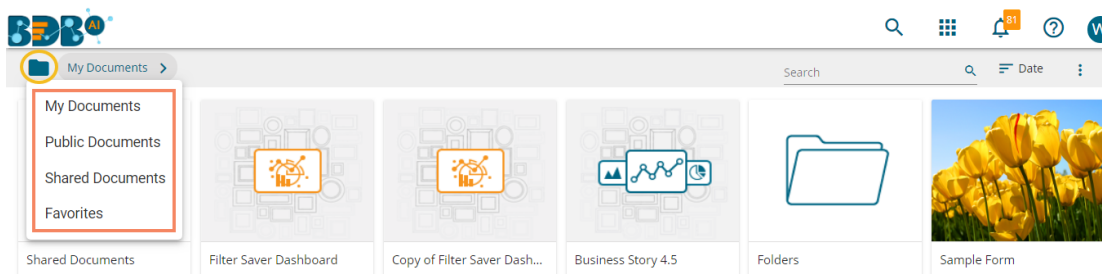 BDB AI
81
W
My Documents
Search
Date
My Documents
Public Documents
Shared Documents
Favorites
Shared Documents
Filter Saver Dashboard
Copy of Filter Saver Dash...
Business Story 4.5
Folders
Sample Form